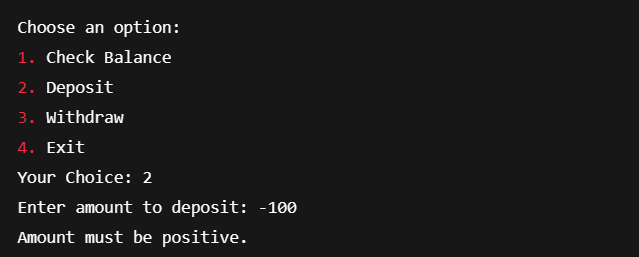 Choose an option:
1. Check Balance
2. Deposit
3. Withdraw
4. Exit
Your Choice: 2
Enter amount to deposit: -100
Amount must be positive.